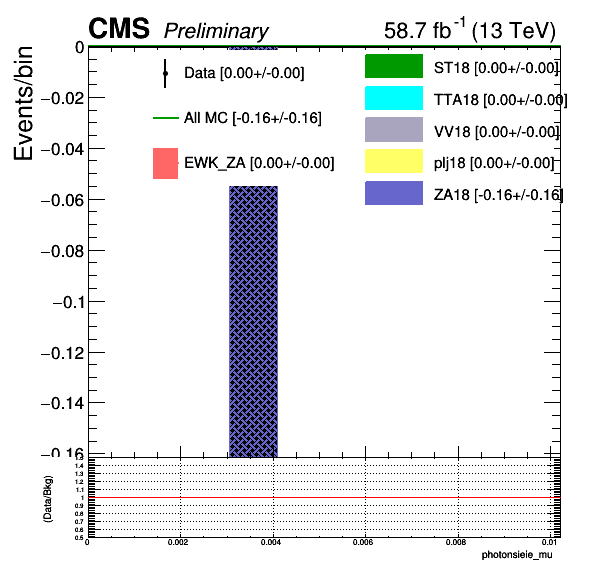 CMS Preliminary 58.7 fb⁻¹ (13 TeV)
Events/bin
0
−0.02
−0.04
−0.06
−0.08
−0.1
−0.12
−0.14
−0.16
Data [0.00+/-0.00]
All MC [-0.16+/-0.16]
EWK_ZA [0.00+/-0.00]
ST18 [0.00+/-0.00]
TTA18 [0.00+/-0.00]
VV18 [0.00+/-0.00]
plj18 [0.00+/-0.00]
ZA18 [-0.16+/-0.16]
(Data/Bkg)
1.4
1.3
1.2
1.1
1
0.9
0.8
0.7
0.6
0.5
0 0.002 0.004 0.006 0.008 0.01
photonsieie_mu